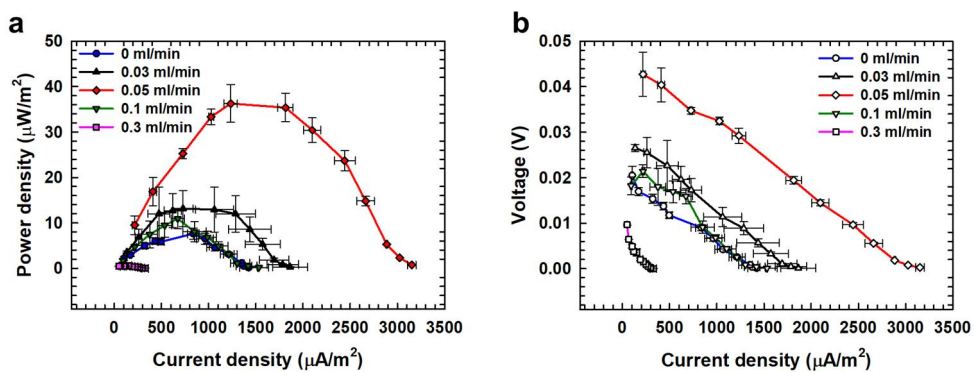 a
50
40
30
20
10
0
Power density (μW/m²)
0 ml/min
0.03 ml/min
0.05 ml/min
0.1 ml/min
0.3 ml/min
0 500 1000 1500 2000 2500 3000 3500
Current density (μA/m²)
b
0.05
0.04
0.03
0.02
0.01
0.00
Voltage (V)
0 ml/min
0.03 ml/min
0.05 ml/min
0.1 ml/min
0.3 ml/min
0 500 1000 1500 2000 2500 3000 3500
Current density (μA/m²)